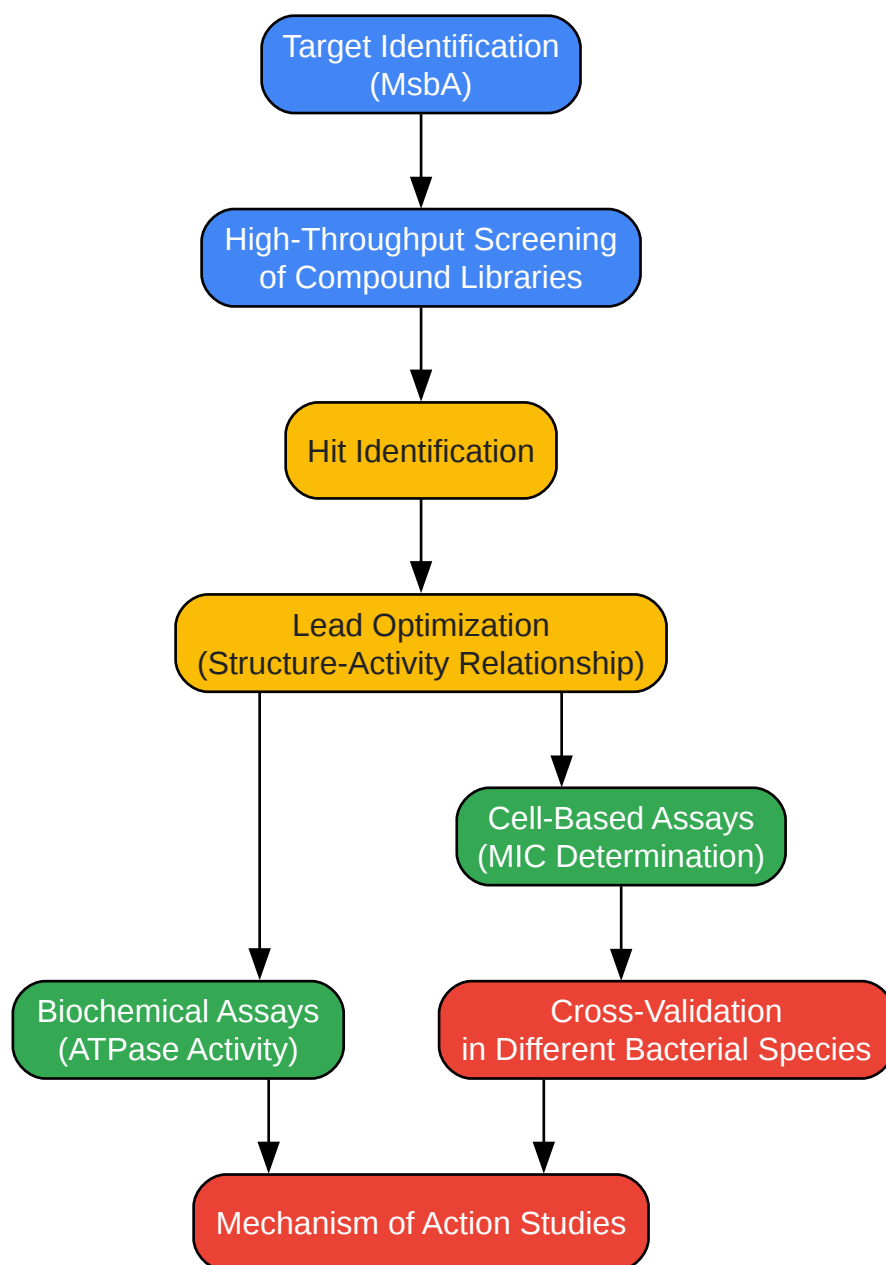 Target Identification
(MsbA)
High-Throughput Screening
of Compound Libraries
Hit Identification
Lead Optimization
(Structure-Activity Relationship)
Cell-Based Assays
(MIC Determination)
Biochemical Assays
(ATPase Activity)
Cross-Validation
in Different Bacterial Species
Mechanism of Action Studies